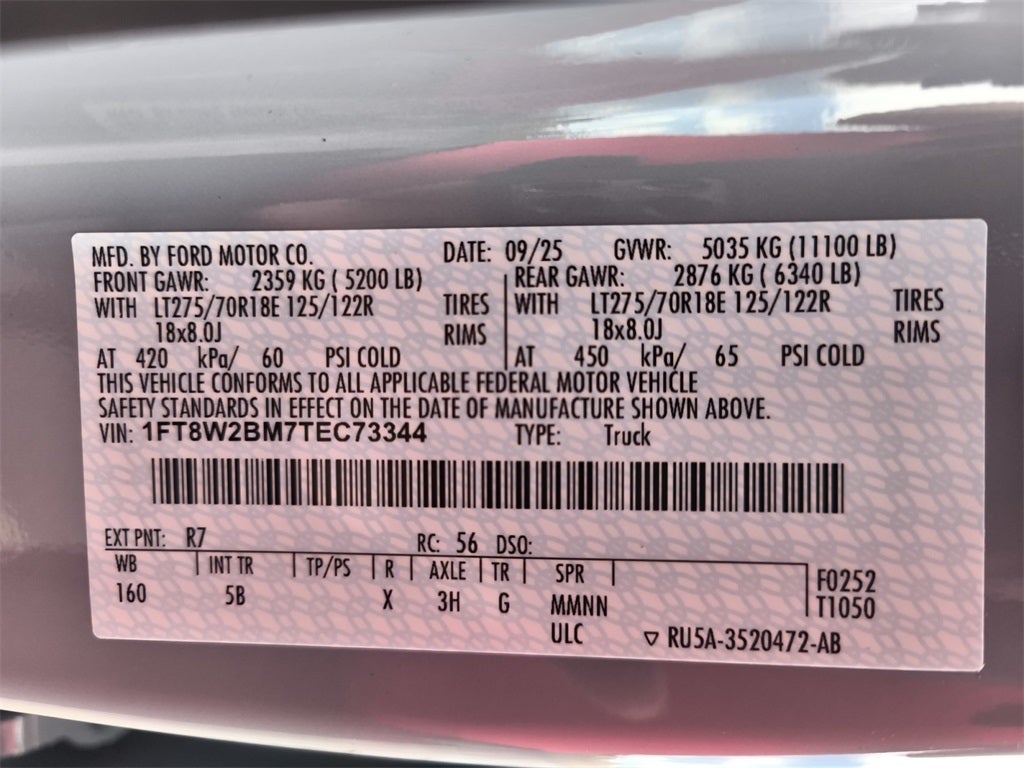 MFD. BY FORD MOTOR CO. DATE: 09/25 GVWR: 5035 KG (11100 LB)
FRONT GAWR: 2359 KG ( 5200 LB) REAR GAWR: 2876 KG ( 6340 LB)
WITH LT275/70R18E 125/122R TIRES WITH LT275/70R18E 125/122R TIRES
18x8.0J RIMS 18x8.0J RIMS
AT 420 kPa/ 60 PSI COLD AT 450 kPa/ 65 PSI COLD
THIS VEHICLE CONFORMS TO ALL APPLICABLE FEDERAL MOTOR VEHICLE
SAFETY STANDARDS IN EFFECT ON THE DATE OF MANUFACTURE SHOWN ABOVE.
VIN: 1FT8W2BM7TEC73344 TYPE: Truck
EXT PNT: R7 RC: 56 DSO:
WB INT TR TP/PS R AXLE TR SPR F0252
160 5B X 3H G MMNN T1050
ULC ▽ RU5A-3520472-AB